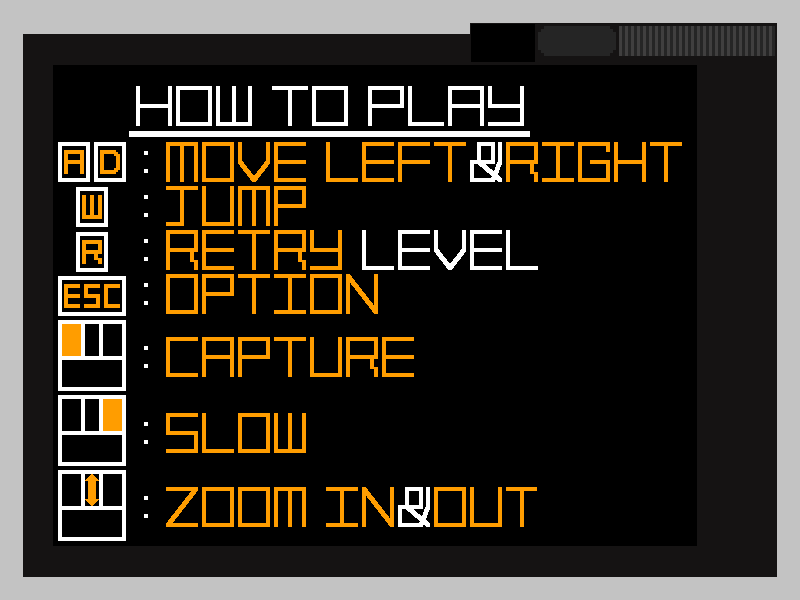 HOW TO PLAY
A D : MOVE LEFT&RIGHT
W : JUMP
R : RETRY LEVEL
ESC : OPTION
: CAPTURE
: SLOW
: ZOOM IN&OUT